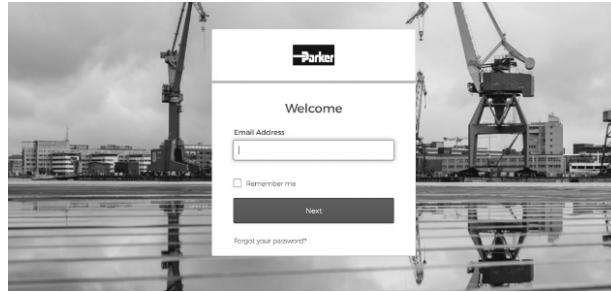 Parker
Welcome
Email Address
Remember me
Next
Forgot your password?